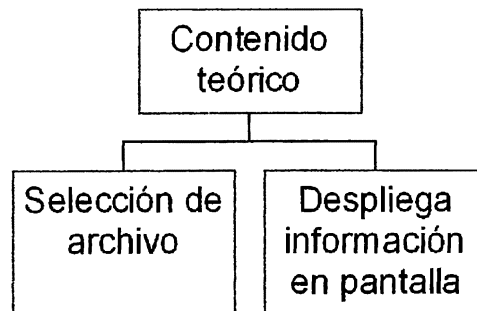 Contenido
teórico
Selección de
archivo
Despliega
información
en pantalla